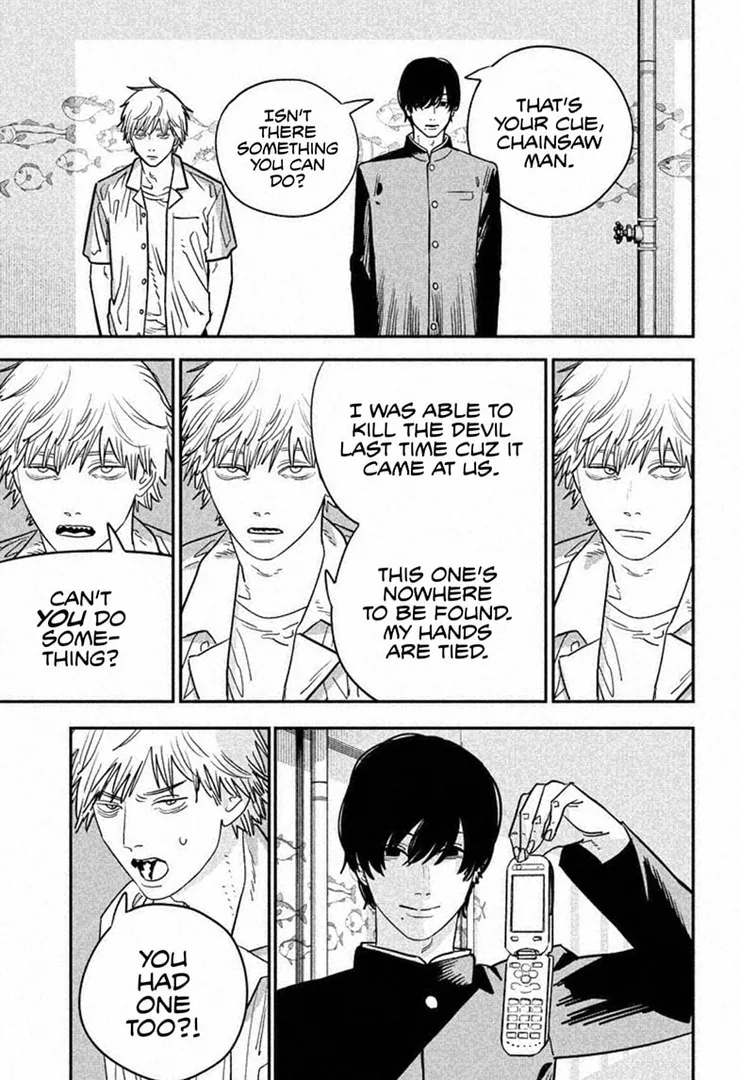 THAT'S
YOUR CUE,
CHAINSAW
MAN.
ISN'T
THERE
SOMETHING
YOU CAN
DO?
I WAS ABLE TO
KILL THE DEVIL
LAST TIME CUZ IT
CAME AT US.
THIS ONE'S
NOWHERE
TO BE FOUND.
MY HANDS
ARE TIED.
CAN'T
YOU DO
SOME-
THING?
YOU
HAD
ONE
TOO?!